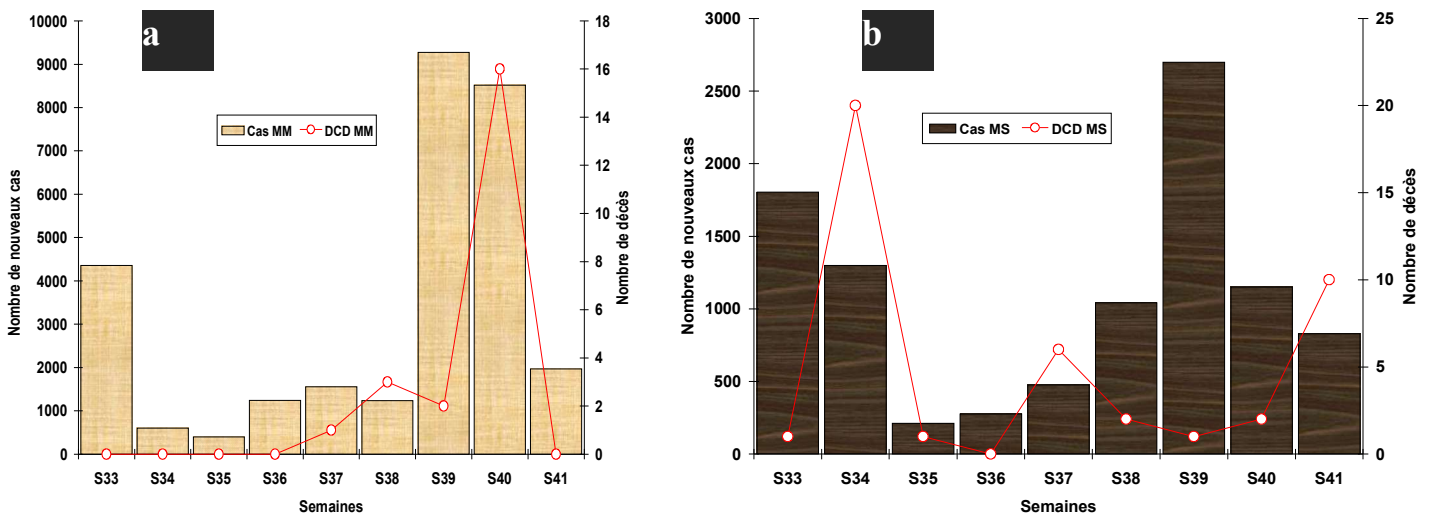 a
Cas MM
DCD MM
Nombre de nouveaux cas
10000
9000
8000
7000
6000
5000
4000
3000
2000
1000
0
Nombre de décès
18
16
14
12
10
8
6
4
2
0
S33 S34 S35 S36 S37 S38 S39 S40 S41
Semaines
b
Cas MS
DCD MS
Nombre de nouveaux cas
3000
2500
2000
1500
1000
500
0
Nombre de décès
25
20
15
10
5
0
S33 S34 S35 S36 S37 S38 S39 S40 S41
Semaines